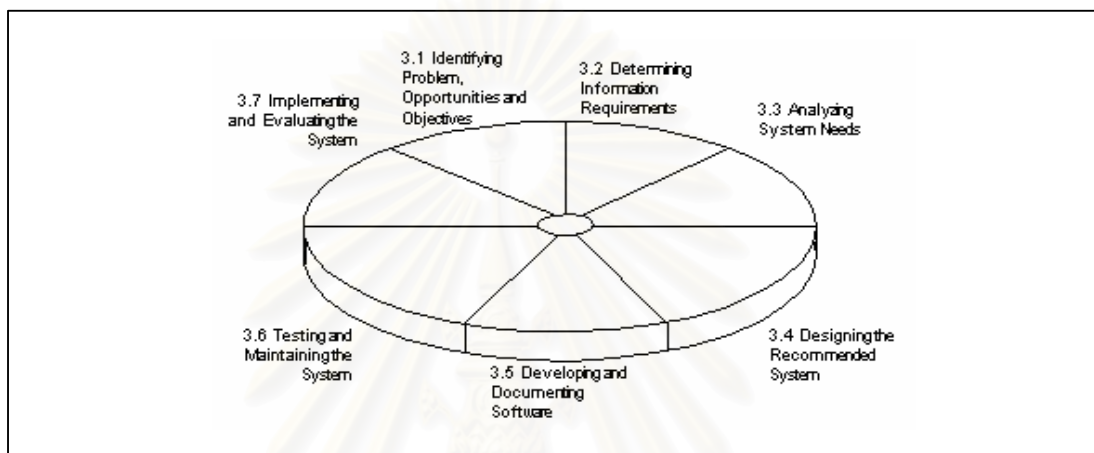 3.1 Identifying
Problem,
Opportunities and
Objectives
3.2 Determining
Information
Requirements
3.3 Analyzing
System Needs
3.4 Designing the
Recommended
System
3.5 Developing and
Documenting
Software
3.6 Testing and
Maintaining the
System
3.7 Implementing
and Evaluating the
System